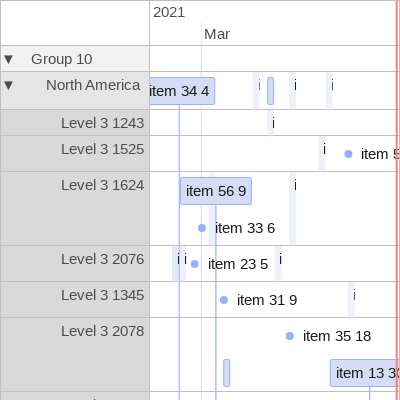 2021
Mar
▼ Group 10
▼ North America item 34 4 i i i
Level 3 1243 i
Level 3 1525 i item 5
Level 3 1624 item 56 9 i
item 33 6
Level 3 2076 i i item 23 5 i
Level 3 1345 item 31 9 i
Level 3 2078 item 35 18
item 13 30